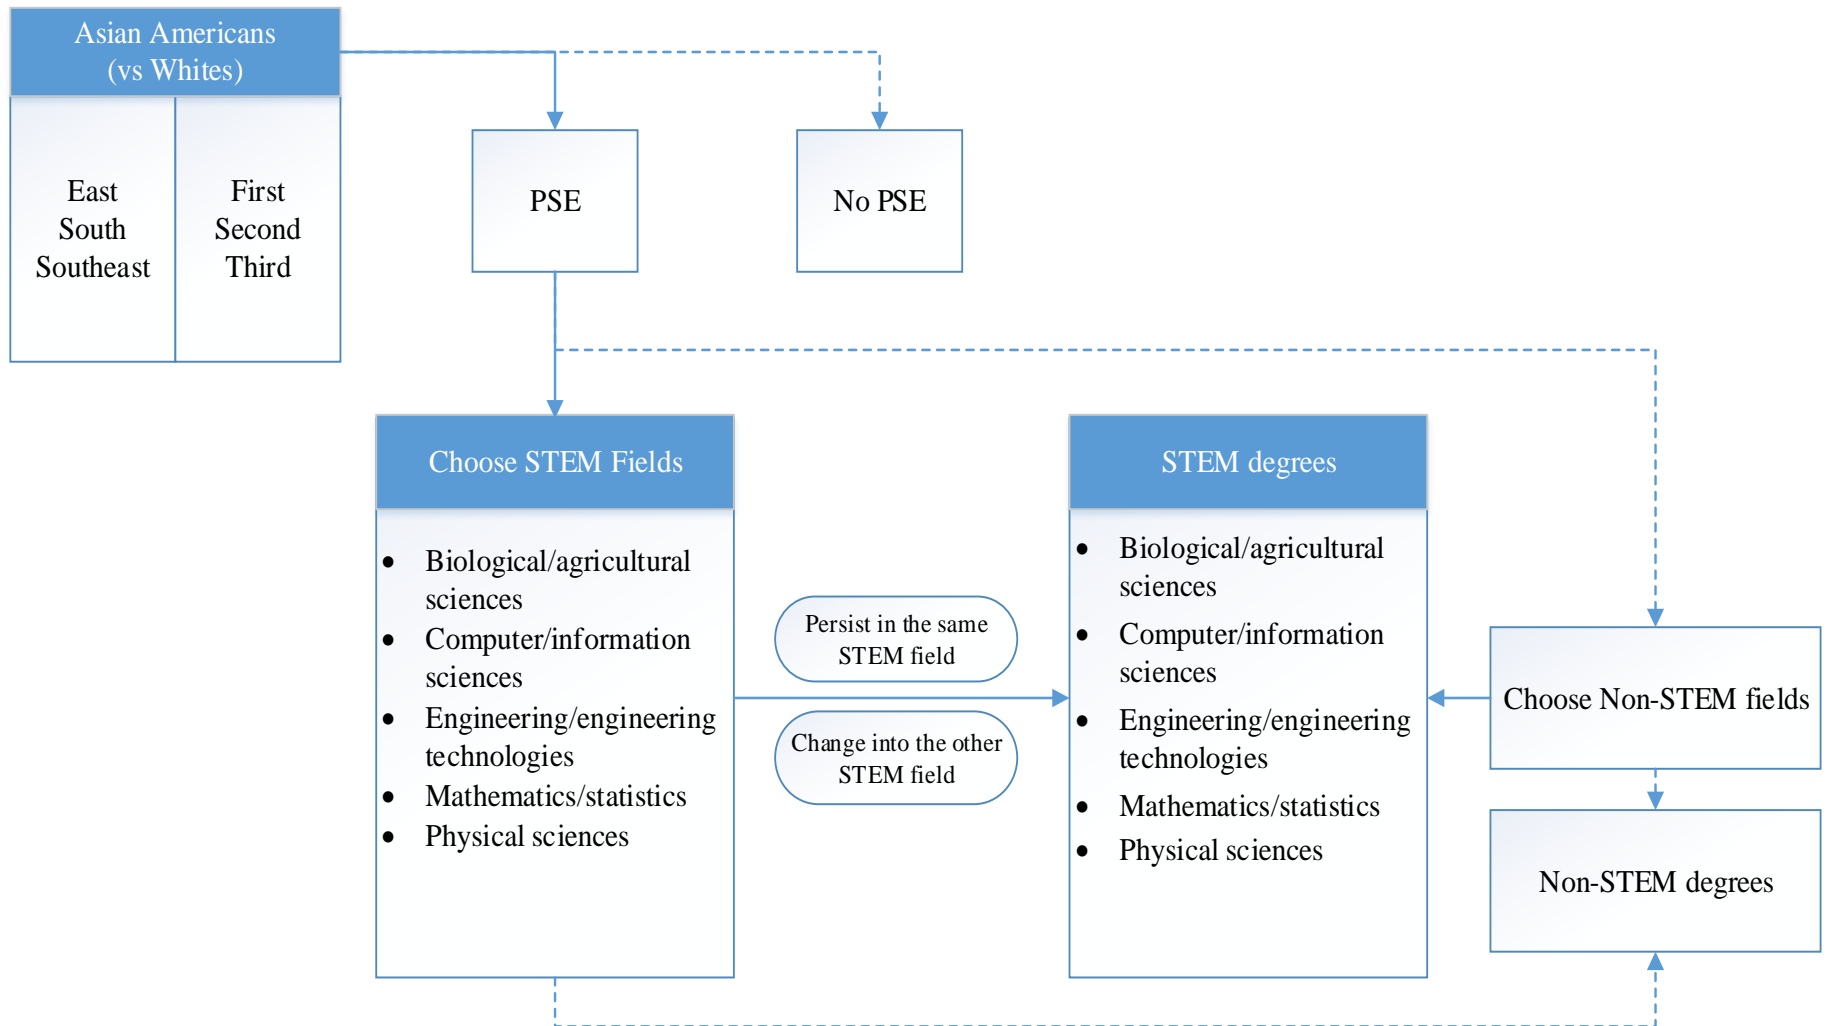 Asian Americans
(vs Whites)
East
South
Southeast
First
Second
Third
PSE
No PSE
Choose STEM Fields
• Biological/agricultural
sciences
• Computer/information
sciences
• Engineering/engineering
technologies
• Mathematics/statistics
• Physical sciences
Persist in the same
STEM field
Change into the other
STEM field
STEM degrees
• Biological/agricultural
sciences
• Computer/information
sciences
• Engineering/engineering
technologies
• Mathematics/statistics
• Physical sciences
Choose Non-STEM fields
Non-STEM degrees